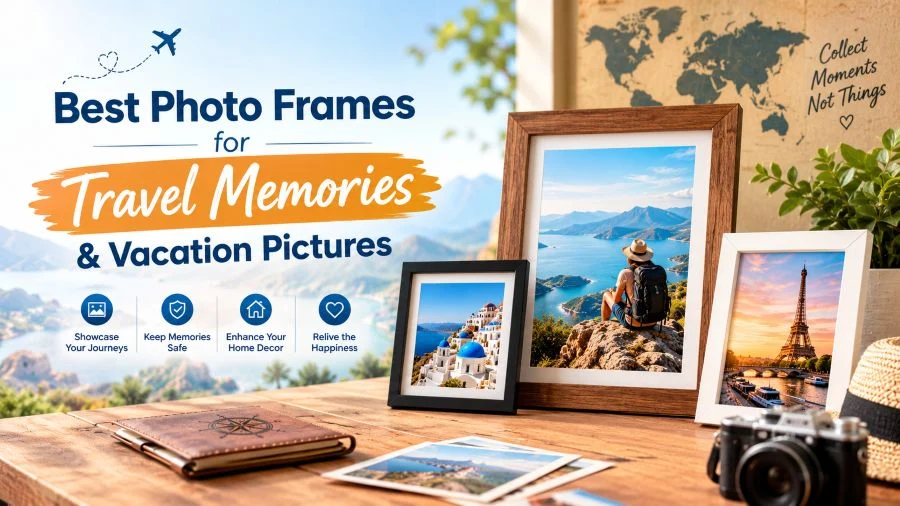 Best Photo Frames
for
Travel Memories
& Vacation Pictures
Showcase
Your Journeys
Keep Memories
Safe
Enhance Your
Home Decor
Relive the
Happiness
Collect
Moments
Not Things